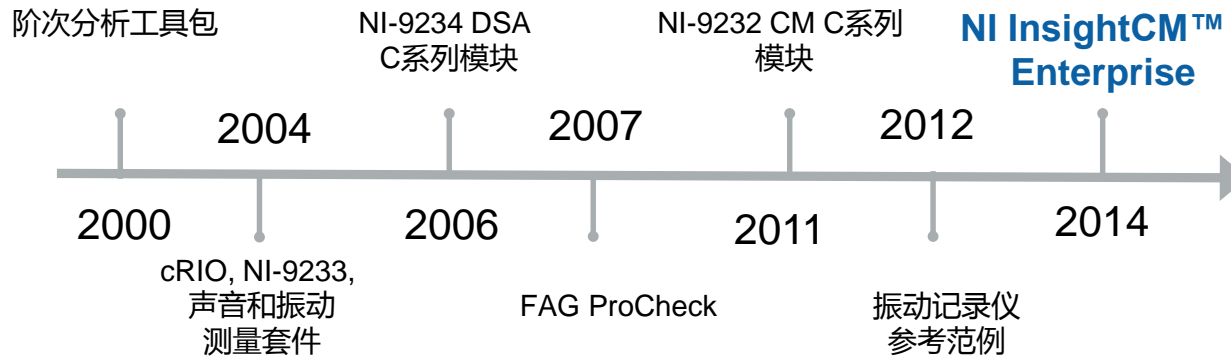 阶次分析工具包
NI-9234 DSA
C系列模块
NI-9232 CM C系列
模块
NI InsightCM™
Enterprise
2004
2007
2012
2000
2006
2011
2014
cRIO, NI-9233,
声音和振动
测量套件
FAG ProCheck
振动记录仪
参考范例